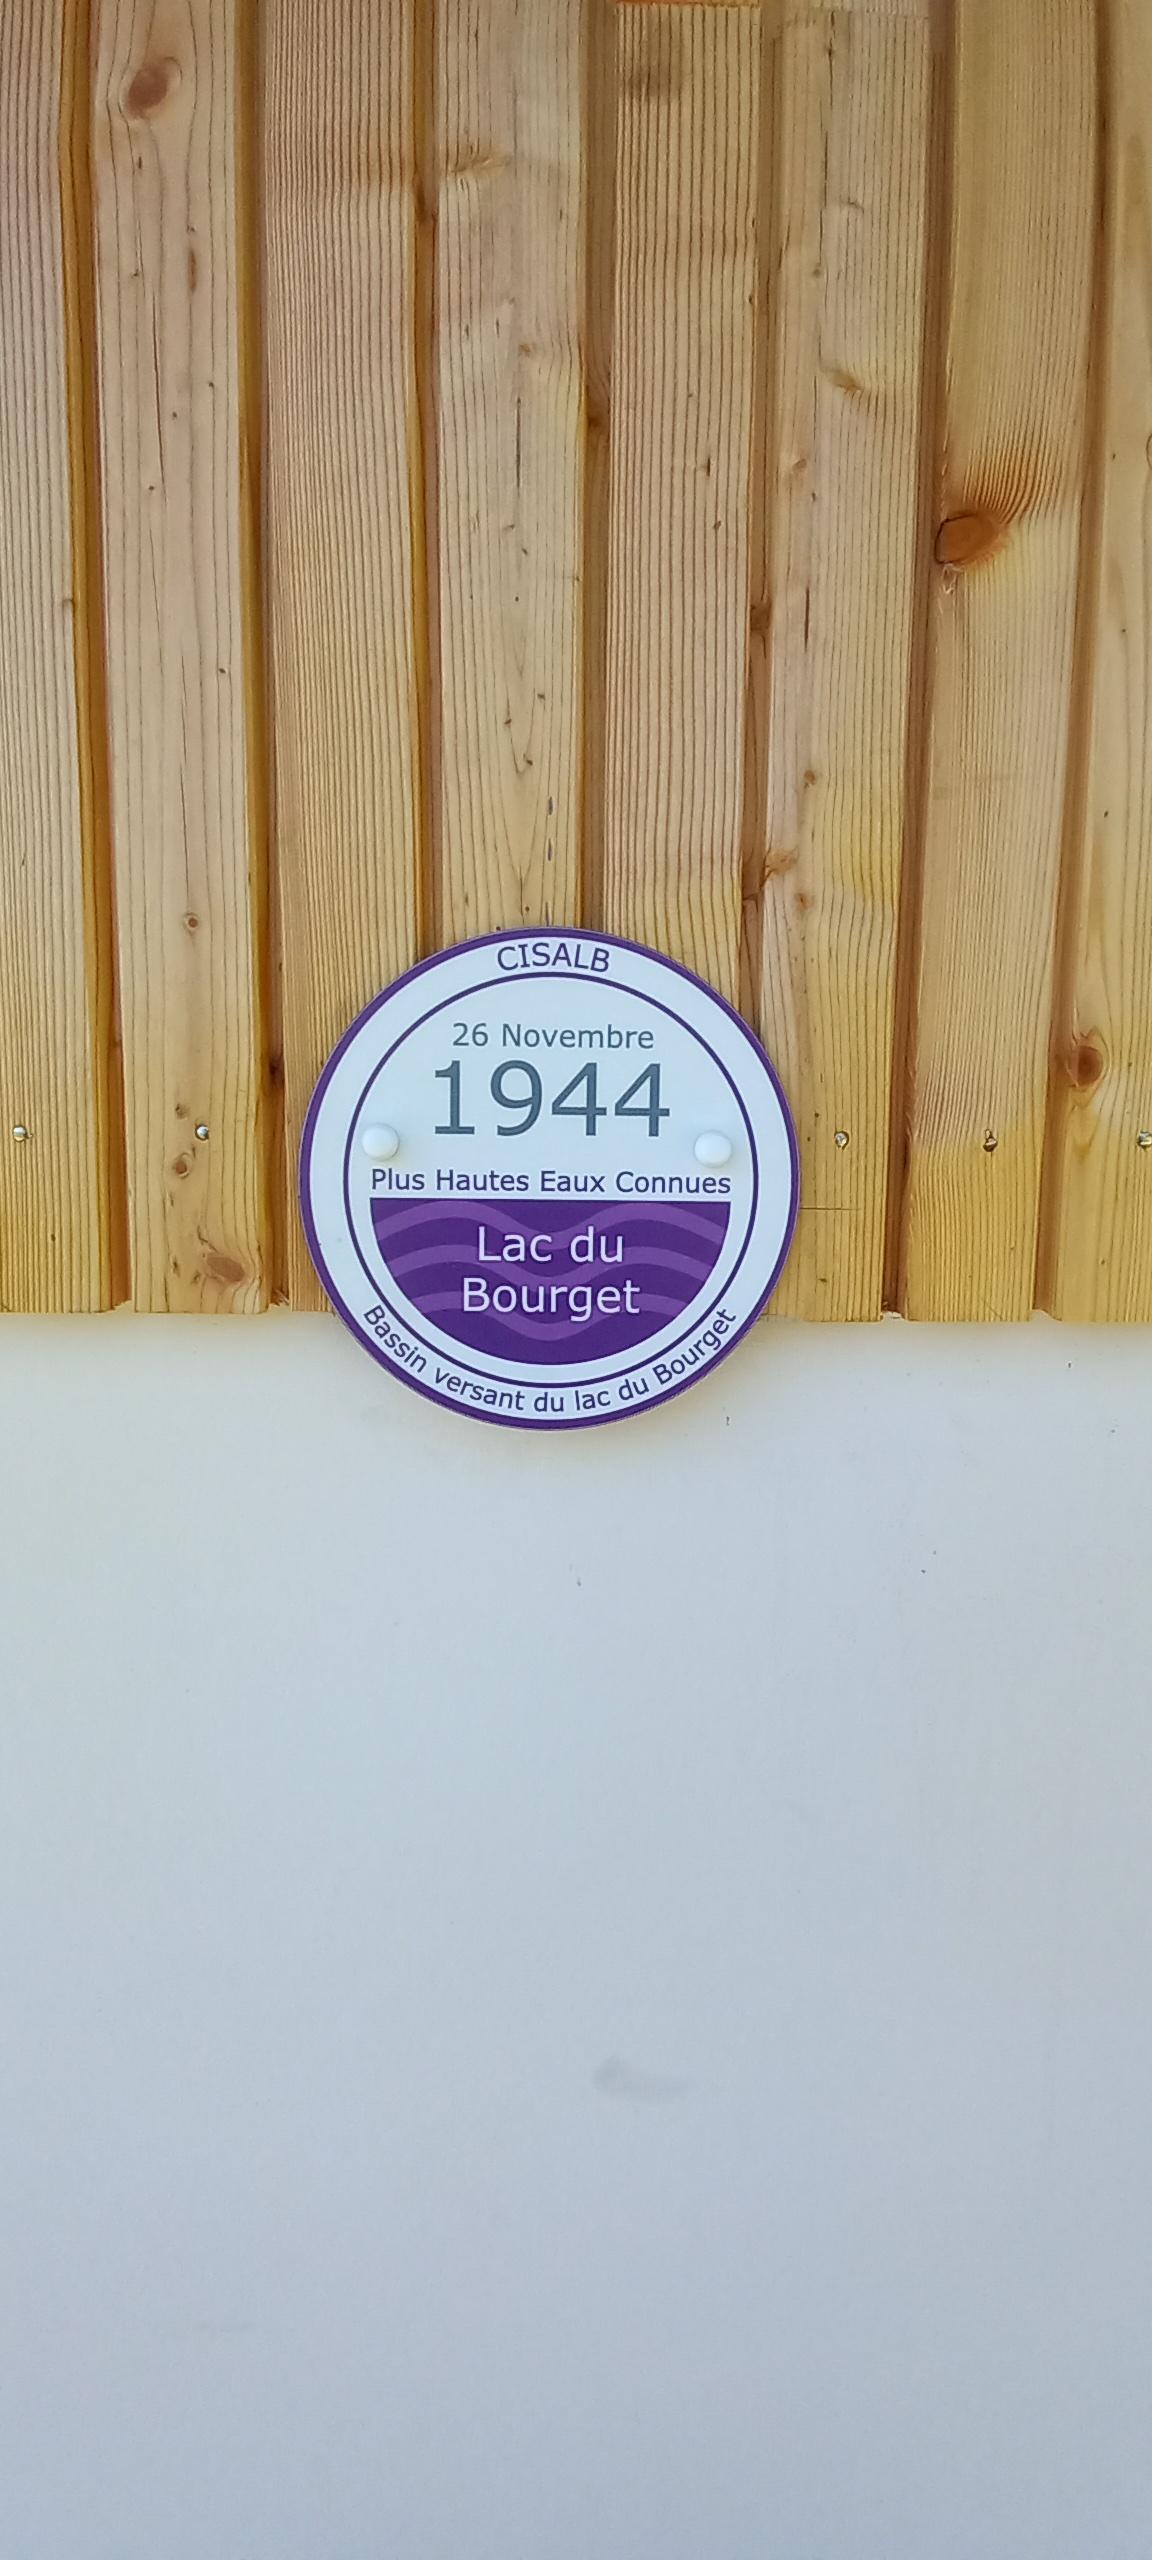 CISALB
26 Novembre
1944
Plus Hautes Eaux Connues
Lac du
Bourget
Bassin versant du lac du Bourget